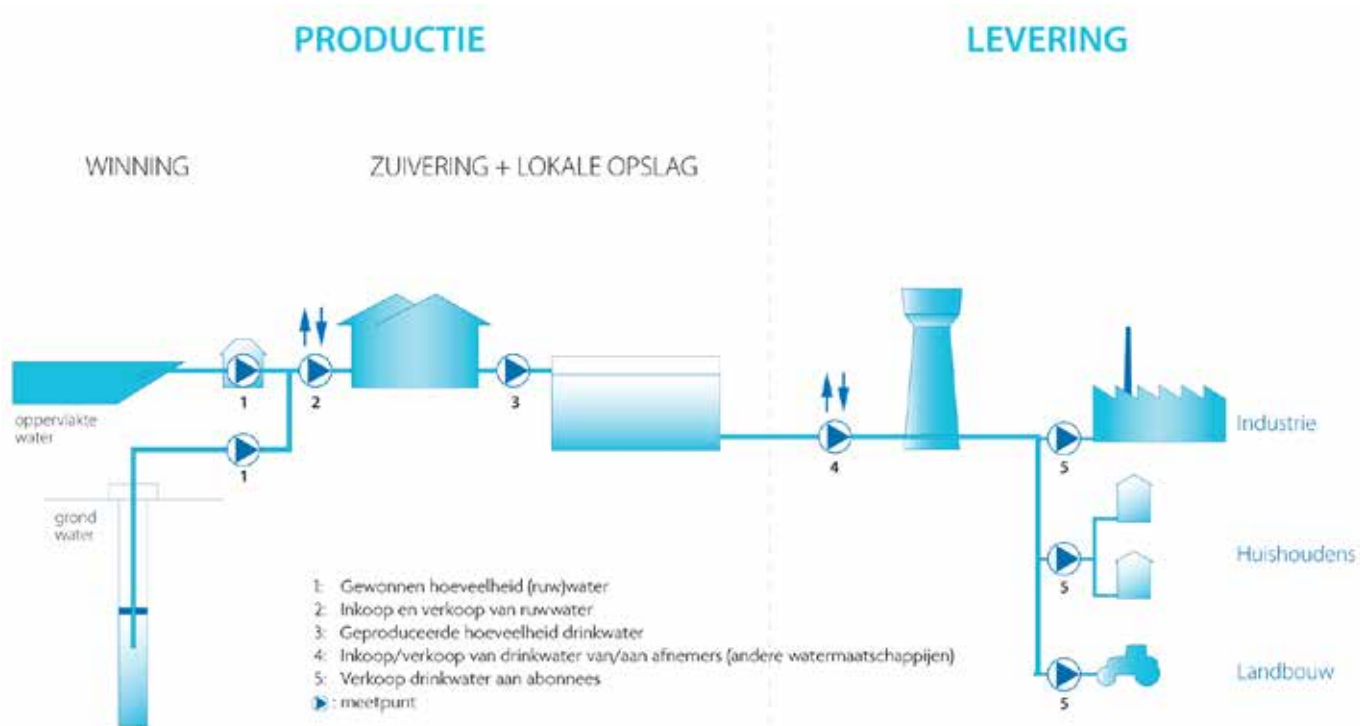 PRODUCTIE
LEVERING
WINNING
ZUIVERING + LOKALE OPSLAG
oppervlakte
water
1
2
3
1
4
5
Industrie
grond
water
5
Huishoudens
5
Landbouw
1: Gewonnen hoeveelheid (ruw)water
2: Inkoop en verkoop van ruwwater
3: Geproduceerde hoeveelheid drinkwater
4: Inkoop/verkoop van drinkwater van/aan afnemers (andere watermaatschappijen)
5: Verkoop drinkwater aan abonnees
: meetpunt